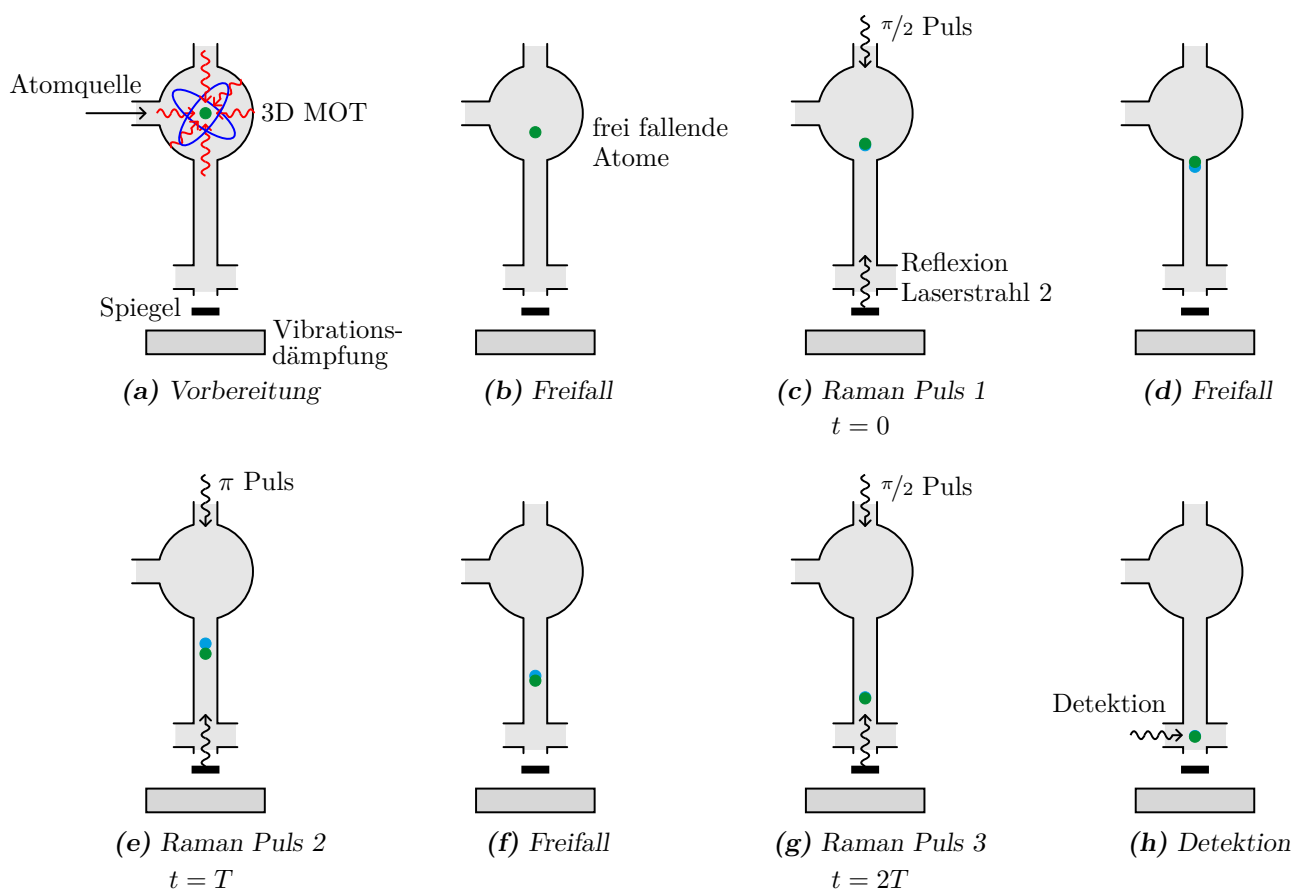 Atomquelle
3D MOT
Spiegel
Vibrations-
dämpfung
(a) Vorbereitung
frei fallende
Atome
(b) Freifall
π/2 Puls
Reflexion
Laserstrahl 2
(c) Raman Puls 1
t = 0
(d) Freifall
π Puls
(e) Raman Puls 2
t = T
(f) Freifall
π/2 Puls
(g) Raman Puls 3
t = 2T
Detektion
(h) Detektion